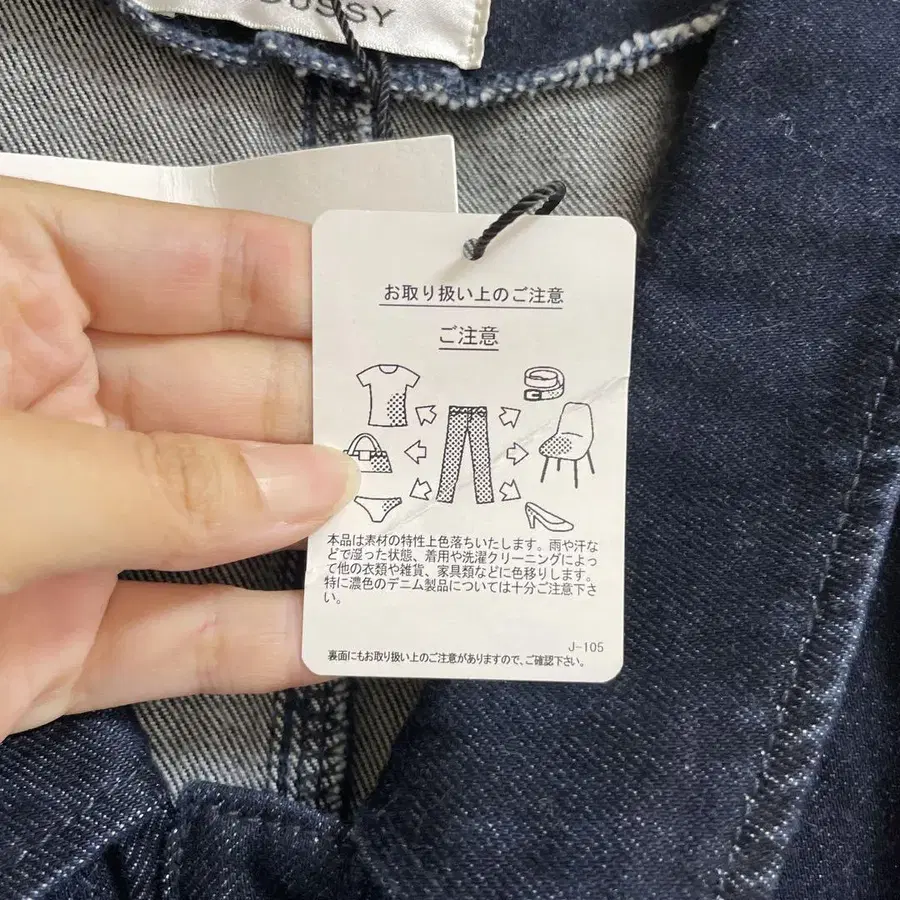 OUSSY
お取り扱い上のご注意
ご注意
本品は素材の特性上色落ちいたします。雨や汗な
どで湿った状態、着用や洗濯クリーニングによっ
て他の衣類や雑貨、家具類などに色移りします。
特に濃色のデニム製品については十分ご注意下さ
い。
J-105
裏面にもお取り扱い上のご注意がありますので、ご確認下さい。